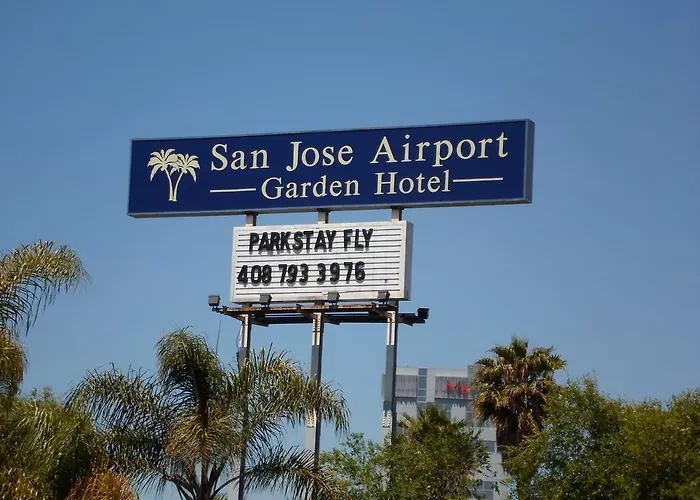 San Jose Airport
Garden Hotel
PARKSTAY FLY
408 793 3976